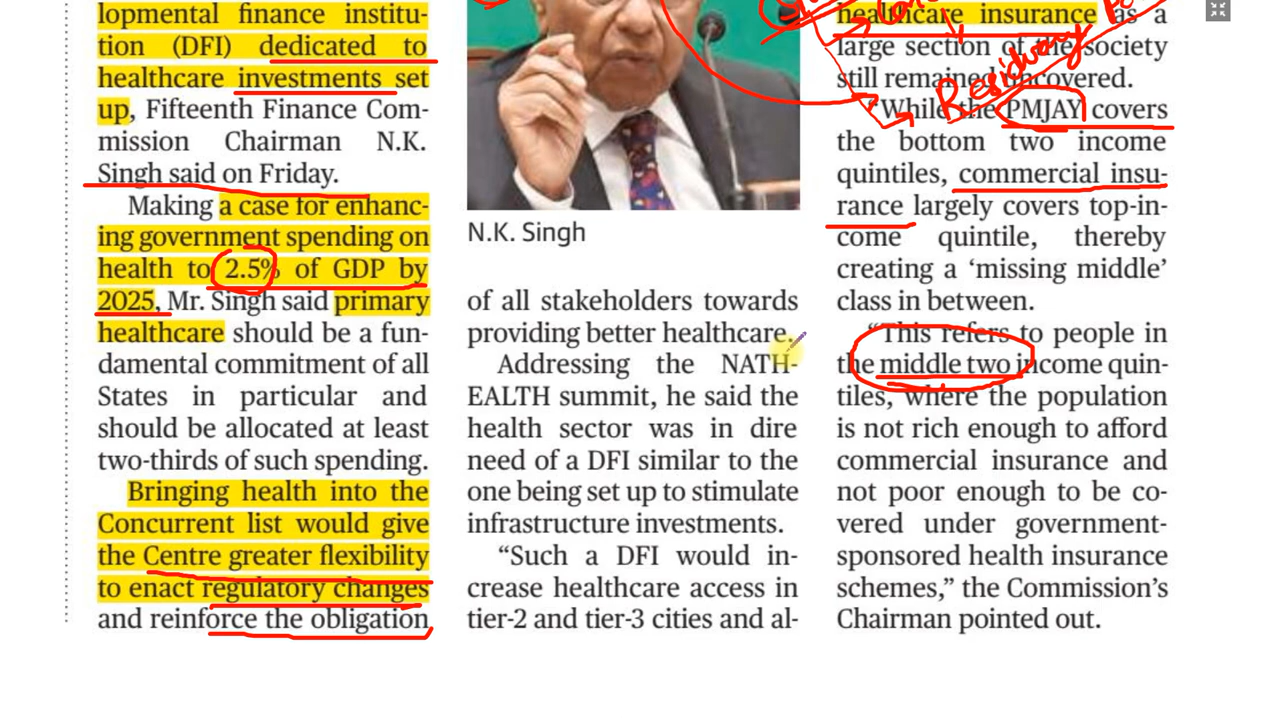 lopmental finance institu-
tion (DFI) dedicated to
healthcare investments set
up, Fifteenth Finance Com-
mission Chairman N.K.
Singh said on Friday.
Making a case for enhanc-
ing government spending on
health to 2.5% of GDP by
2025, Mr. Singh said primary
healthcare should be a fun-
damental commitment of all
States in particular and
should be allocated at least
two-thirds of such spending.
Bringing health into the
Concurrent list would give
the Centre greater flexibility
to enact regulatory changes
and reinforce the obligation
N.K. Singh
of all stakeholders towards
providing better healthcare.
Addressing the NATH-
EALTH summit, he said the
health sector was in dire
need of a DFI similar to the
one being set up to stimulate
infrastructure investments.
“Such a DFI would in-
crease healthcare access in
tier-2 and tier-3 cities and al-
healthcare insurance as a
large section of the society
still remained uncovered.
“While the PMJAY covers
the bottom two income
quintiles, commercial insu-
rance largely covers top-in-
come quintile, thereby
creating a ‘missing middle’
class in between.
“This refers to people in
the middle two income quin-
tiles, where the population
is not rich enough to afford
commercial insurance and
not poor enough to be co-
vered under government-
sponsored health insurance
schemes,” the Commission’s
Chairman pointed out.
Residuary